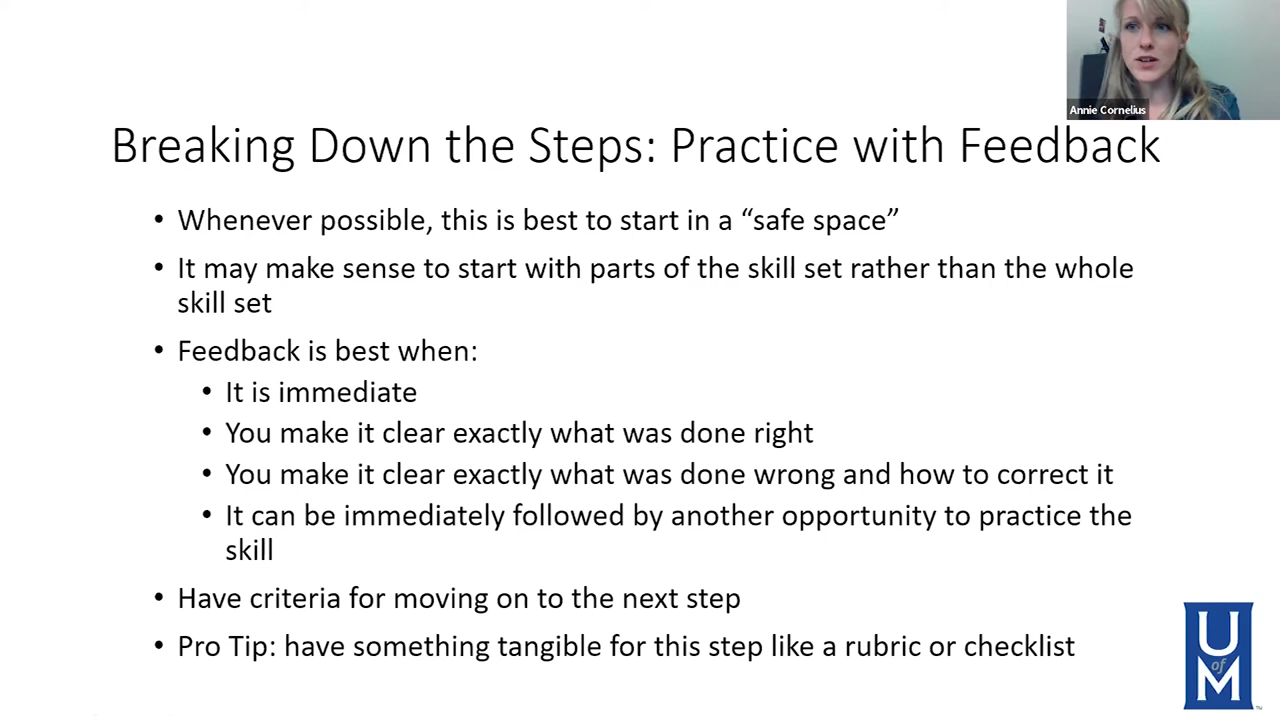 Annie Cornelius
Breaking Down the Steps: Practice with Feedback
• Whenever possible, this is best to start in a “safe space”
• It may make sense to start with parts of the skill set rather than the whole
skill set
• Feedback is best when:
• It is immediate
• You make it clear exactly what was done right
• You make it clear exactly what was done wrong and how to correct it
• It can be immediately followed by another opportunity to practice the
skill
• Have criteria for moving on to the next step
• Pro Tip: have something tangible for this step like a rubric or checklist
U
of
M
™